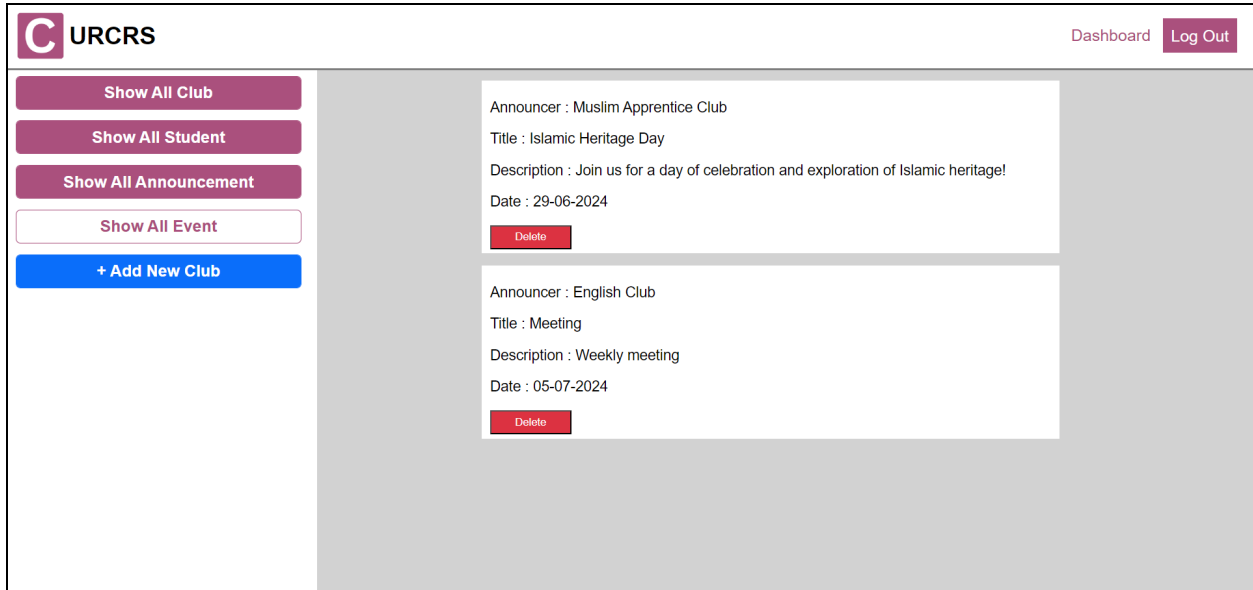 C URCRS
Dashboard Log Out
Show All Club
Show All Student
Show All Announcement
Show All Event
+ Add New Club
Announcer : Muslim Apprentice Club
Title : Islamic Heritage Day
Description : Join us for a day of celebration and exploration of Islamic heritage!
Date : 29-06-2024
Delete
Announcer : English Club
Title : Meeting
Description : Weekly meeting
Date : 05-07-2024
Delete